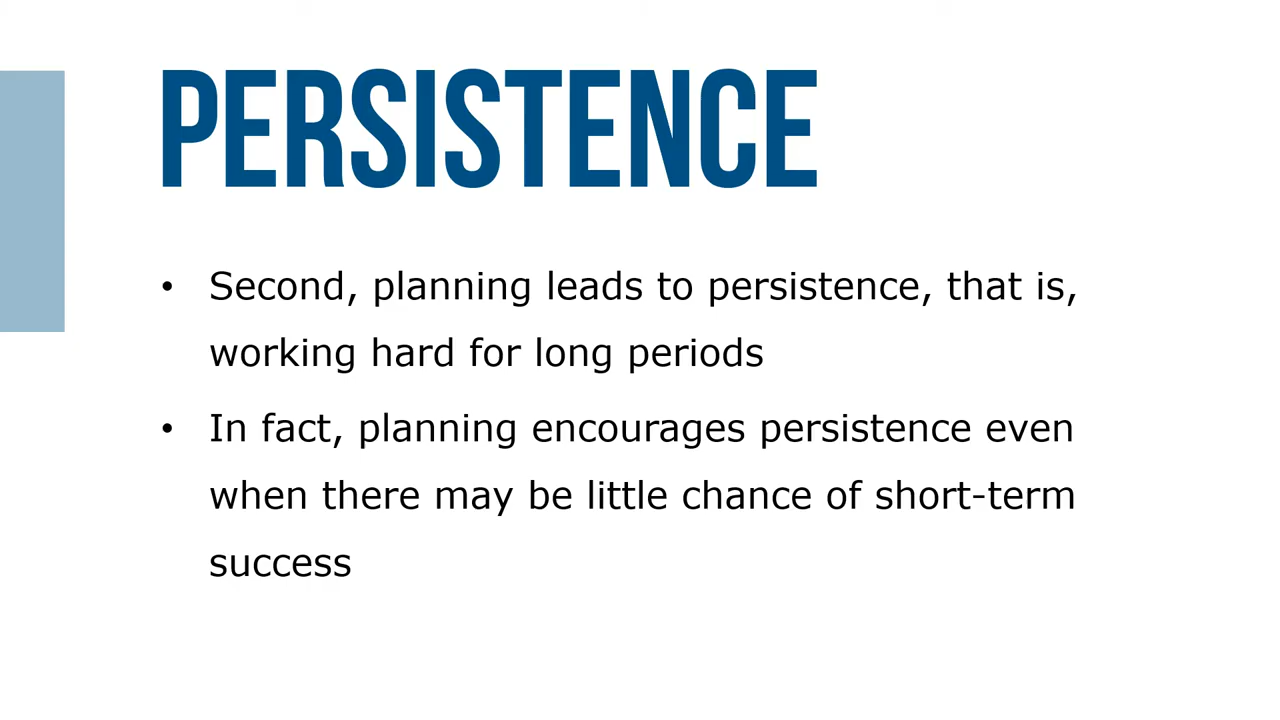 PERSISTENCE
• Second, planning leads to persistence, that is,
working hard for long periods
• In fact, planning encourages persistence even
when there may be little chance of short-term
success